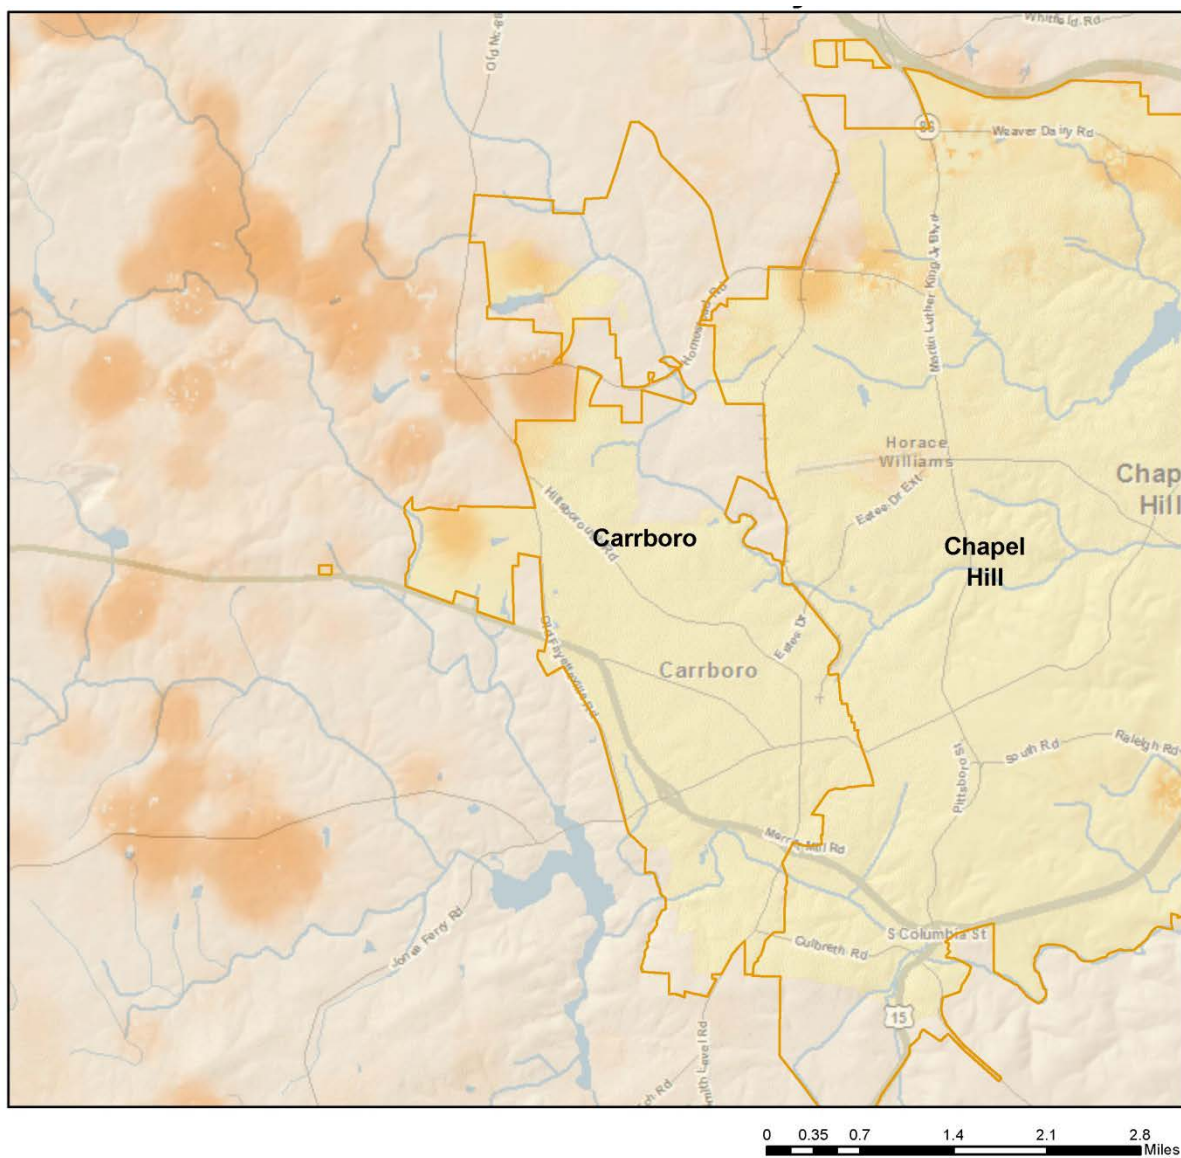 Whitfield Rd
Old Nc-86
86
Weaver Dairy Rd
Martin Luther King Jr Blvd
Homestead Rd
Horace
Williams
Chap
Hill
Estes Dr Ext
Hillsborough Rd
Carrboro
Chapel
Hill
Estes Dr
Old Fayetteville Rd
Carrboro
Pittsboro St
South Rd
Raleigh Rd
Merritt Mill Rd
Jones Ferry Rd
Culbreth Rd
S Columbia St
15
Smith Level Rd
ch Rd
0 0.35 0.7 1.4 2.1 2.8
Miles